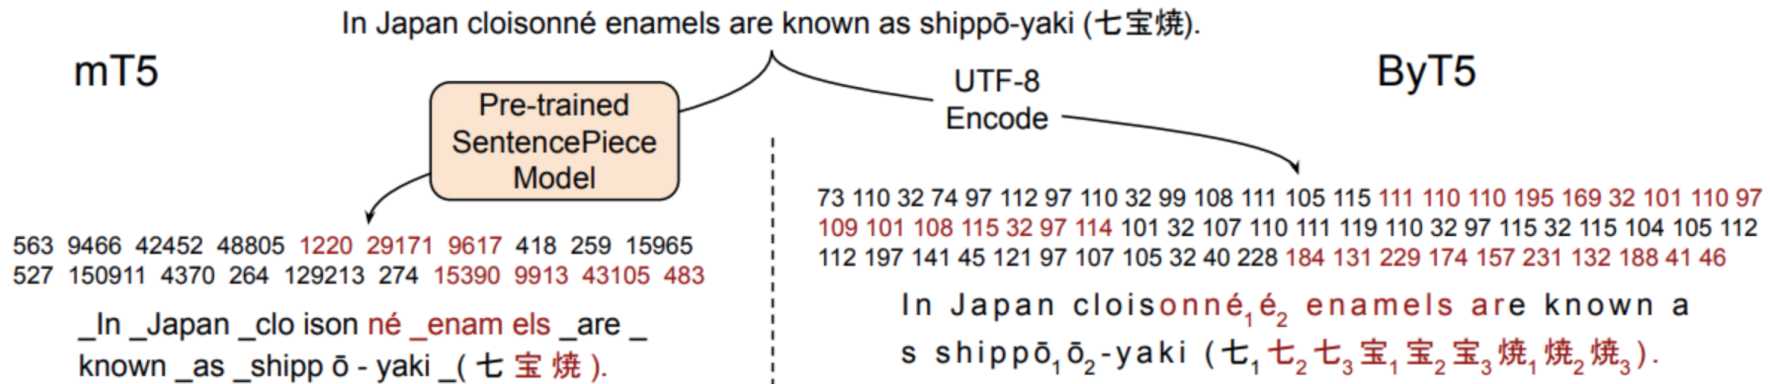 In Japan cloisonné enamels are known as shippō-yaki (七宝焼).
mT5
Pre-trained
SentencePiece
Model
563 9466 42452 48805 1220 29171 9617 418 259 15965
527 150911 4370 264 129213 274 15390 9913 43105 483
_In _Japan _clo ison né _enam els _are _
known _as _shipp ō - yaki _( 七 宝 焼 ).
UTF-8
Encode
ByT5
73 110 32 74 97 112 97 110 32 99 108 111 105 115 111 110 110 195 169 32 101 110 97
109 101 108 115 32 97 114 101 32 107 110 111 119 110 32 97 115 32 115 104 105 112
112 197 141 45 121 97 107 105 32 40 228 184 131 229 174 157 231 132 188 41 46
In Japan cloisonné₁é₂ enamels are known a
s shippō₁ō₂-yaki (七₁七₂七₃宝₁宝₂宝₃焼₁焼₂焼₃).